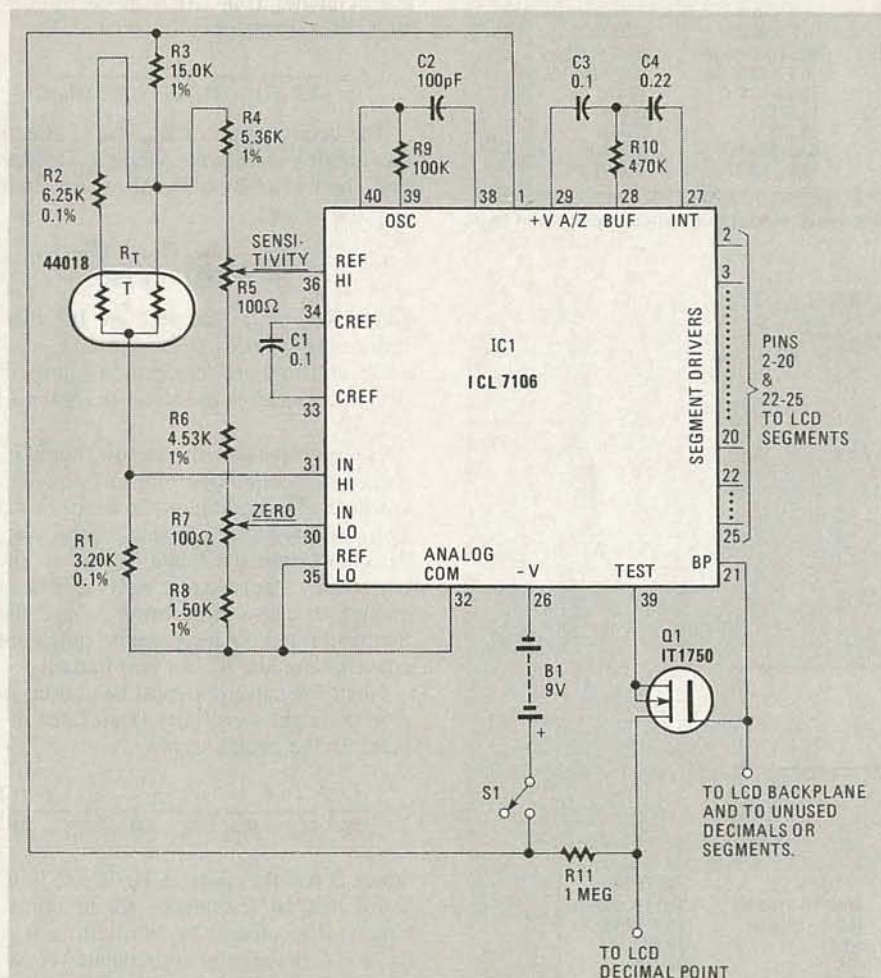 R3
15.0K
1%
C2
100pF
C3
0.1
C4
0.22
R4
5.36K
1%
R9
100K
R10
470K
R2
6.25K
0.1%
40
39
38
1
29
28
27
OSC
+V A/Z BUF INT
2
3
20
22
25
SEGMENT DRIVERS
PINS
2-20
&
22-25
TO LCD
SEGMENTS
44018
RT
T
SENSI-
TIVITY
R5
100Ω
REF
HI
36
34
CREF
C1
0.1
33
CREF
IC1
ICL 7106
R6
4.53K
1%
31
IN
HI
R7
100Ω
ZERO
IN
LO
30
REF
LO
35
R1
3.20K
0.1%
R8
1.50K
1%
ANALOG
COM
-V
TEST
BP
32
26
39
21
B1
9V
+
Q1
IT1750
S1
R11
1 MEG
TO LCD BACKPLANE
AND TO UNUSED
DECIMALS OR
SEGMENTS.
TO LCD
DECIMAL POINT